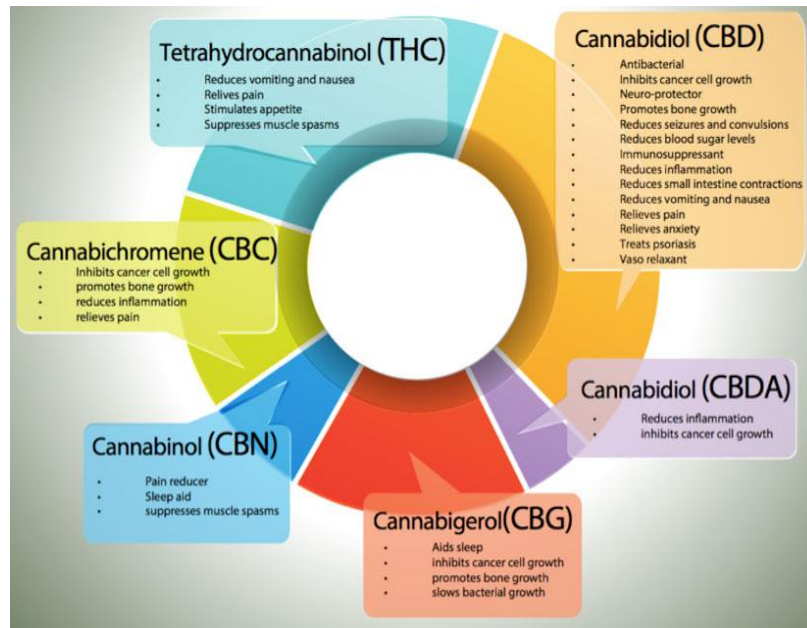 Tetrahydrocannabinol (THC)
• Reduces vomiting and nausea
• Relives pain
• Stimulates appetite
• Suppresses muscle spasms
Cannabidiol (CBD)
• Antibacterial
• Inhibits cancer cell growth
• Neuro-protector
• Promotes bone growth
• Reduces seizures and convulsions
• Reduces blood sugar levels
• Immunosuppressant
• Reduces inflammation
• Reduces small intestine contractions
• Reduces vomiting and nausea
• Relieves pain
• Relieves anxiety
• Treats psoriasis
• Vaso relaxant
Cannabichromene (CBC)
• Inhibits cancer cell growth
• promotes bone growth
• reduces inflammation
• relieves pain
Cannabidiol (CBDA)
• Reduces inflammation
• inhibits cancer cell growth
Cannabinol (CBN)
• Pain reducer
• Sleep aid
• suppresses muscle spasms
Cannabigerol(CBG)
• Aids sleep
• inhibits cancer cell growth
• promotes bone growth
• slows bacterial growth